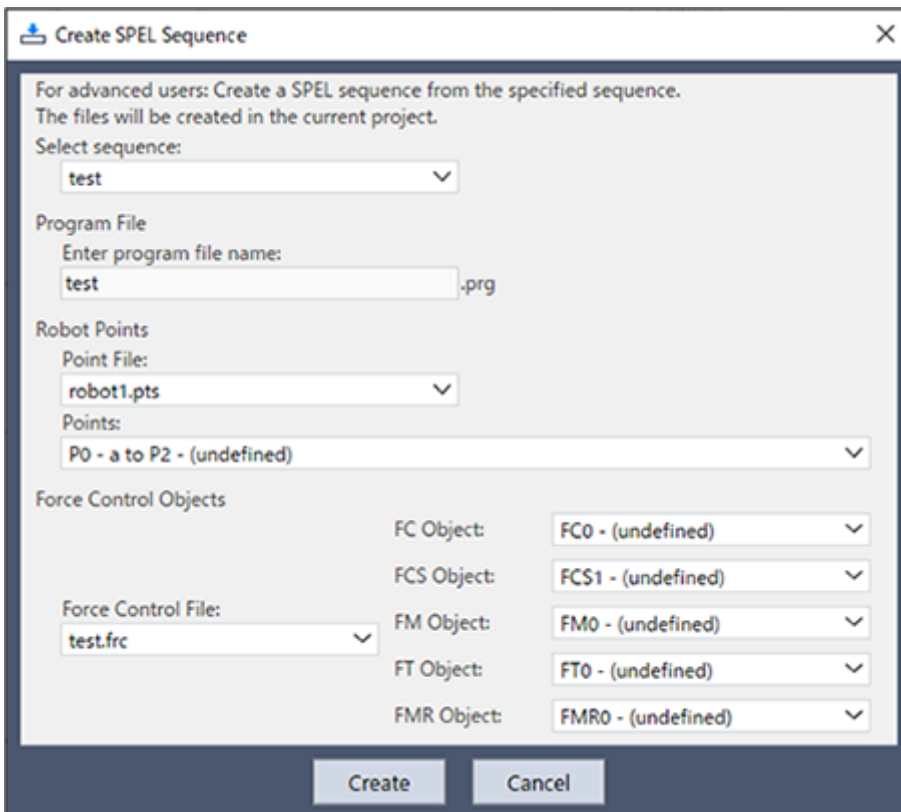 Create SPEL Sequence
For advanced users: Create a SPEL sequence from the specified sequence.
The files will be created in the current project.
Select sequence:
test
Program File
Enter program file name:
test .prg
Robot Points
Point File:
robot1.pts
Points:
P0 - a to P2 - (undefined)
Force Control Objects
FC Object: FC0 - (undefined)
FCS Object: FCS1 - (undefined)
Force Control File:
test.frc
FM Object: FM0 - (undefined)
FT Object: FT0 - (undefined)
FMR Object: FMR0 - (undefined)
Create Cancel